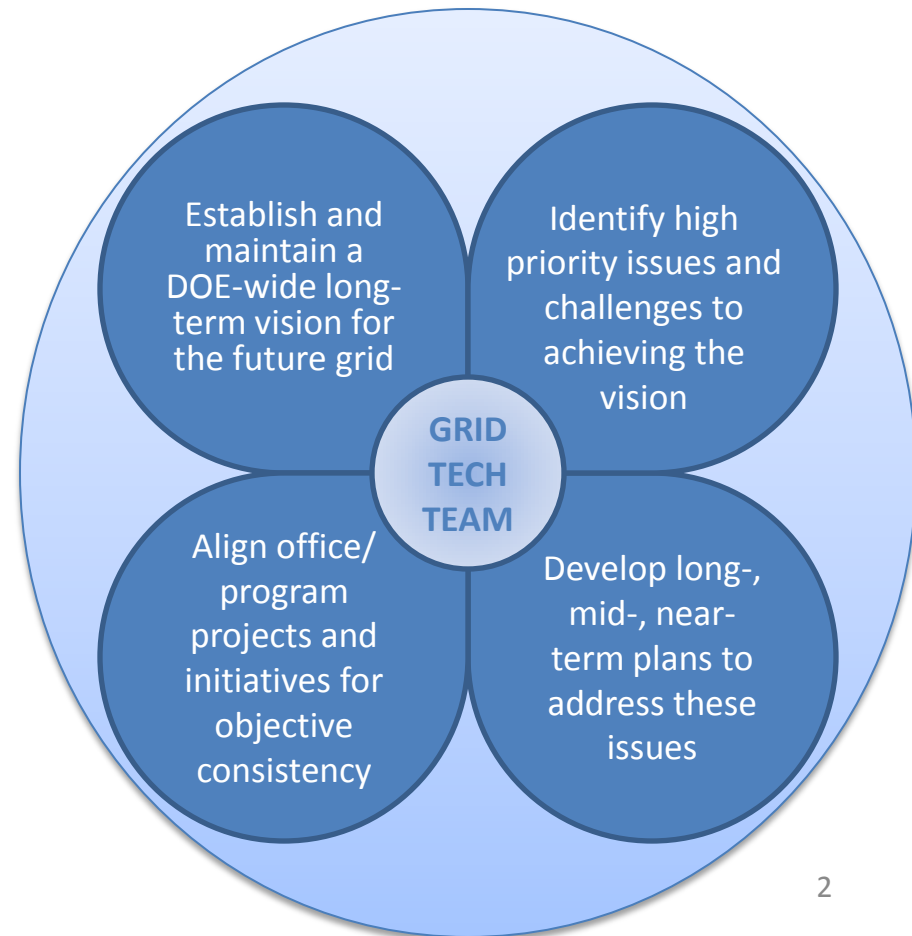 Establish and
maintain a
DOE-wide long-
term vision for
the future grid
Identify high
priority issues and
challenges to
achieving the
vision
GRID
TECH
TEAM
Align office/
program
projects and
initiatives for
objective
consistency
Develop long-,
mid-, near-
term plans to
address these
issues
2